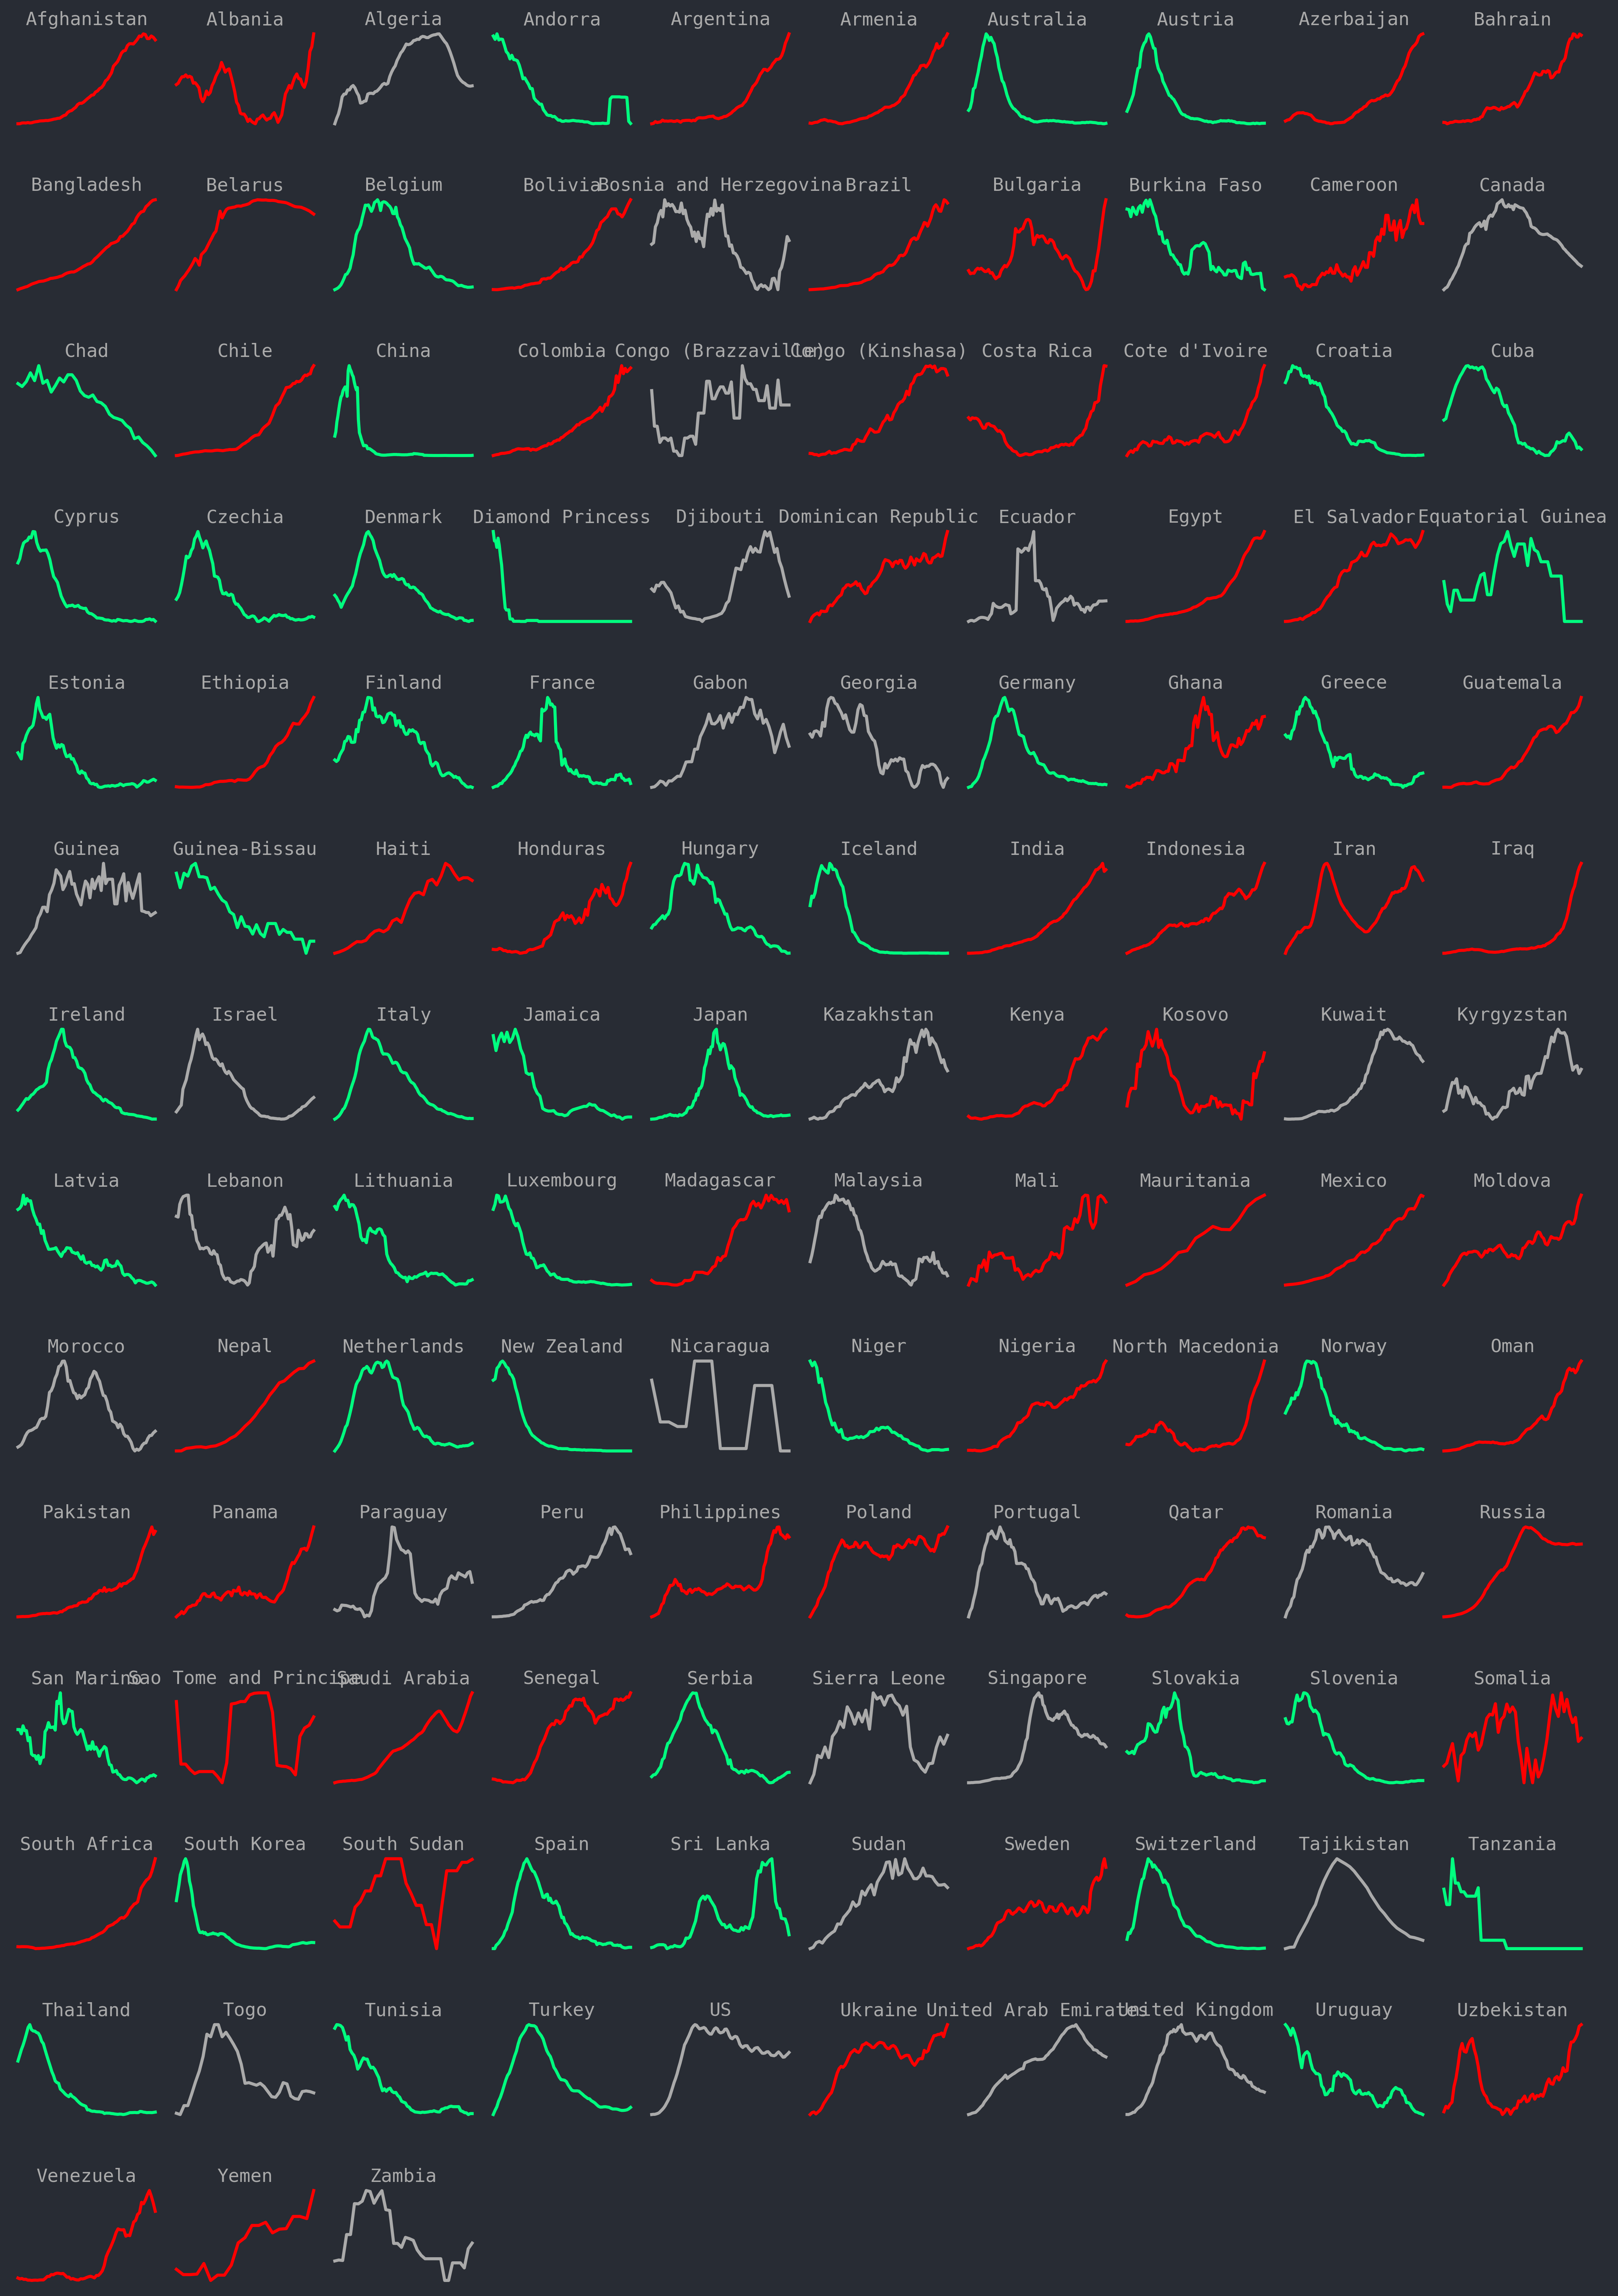 Afghanistan Albania Algeria Andorra Argentina Armenia Australia Austria Azerbaijan Bahrain
Bangladesh Belarus Belgium Bolivia Bosnia and Herzegovina Brazil Bulgaria Burkina Faso Cameroon Canada
Chad Chile China Colombia Congo (Brazzaville) Congo (Kinshasa) Costa Rica Cote d'Ivoire Croatia Cuba
Cyprus Czechia Denmark Diamond Princess Djibouti Dominican Republic Ecuador Egypt El Salvador Equatorial Guinea
Estonia Ethiopia Finland France Gabon Georgia Germany Ghana Greece Guatemala
Guinea Guinea-Bissau Haiti Honduras Hungary Iceland India Indonesia Iran Iraq
Ireland Israel Italy Jamaica Japan Kazakhstan Kenya Kosovo Kuwait Kyrgyzstan
Latvia Lebanon Lithuania Luxembourg Madagascar Malaysia Mali Mauritania Mexico Moldova
Morocco Nepal Netherlands New Zealand Nicaragua Niger Nigeria North Macedonia Norway Oman
Pakistan Panama Paraguay Peru Philippines Poland Portugal Qatar Romania Russia
San Marino Sao Tome and Principe Saudi Arabia Senegal Serbia Sierra Leone Singapore Slovakia Slovenia Somalia
South Africa South Korea South Sudan Spain Sri Lanka Sudan Sweden Switzerland Tajikistan Tanzania
Thailand Togo Tunisia Turkey US Ukraine United Arab Emirates United Kingdom Uruguay Uzbekistan
Venezuela Yemen Zambia